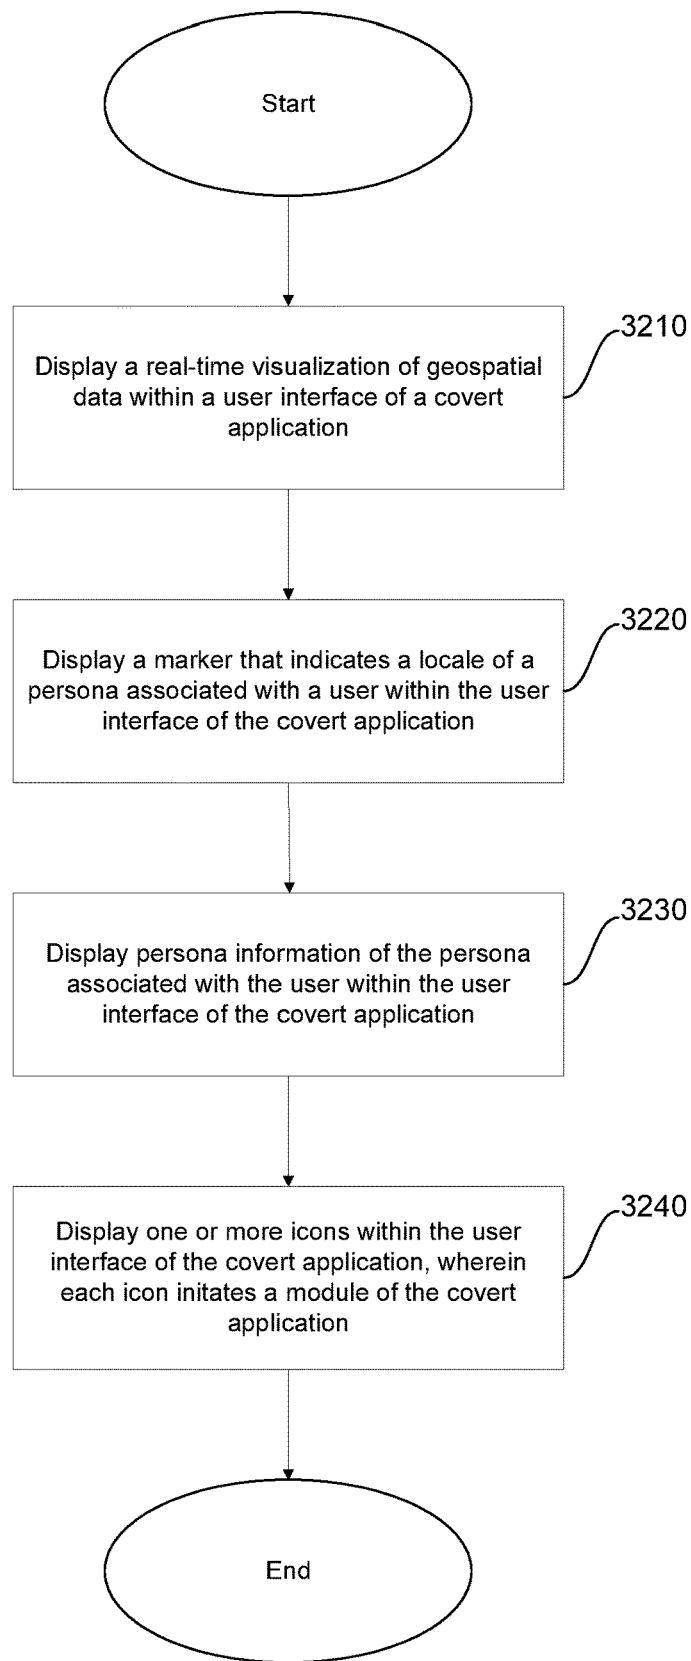 Start
3210
Display a real-time visualization of geospatial
data within a user interface of a covert
application
3220
Display a marker that indicates a locale of a
persona associated with a user within the user
interface of the covert application
3230
Display persona information of the persona
associated with the user within the user
interface of the covert application
3240
Display one or more icons within the user
interface of the covert application, wherein
each icon initates a module of the covert
application
End